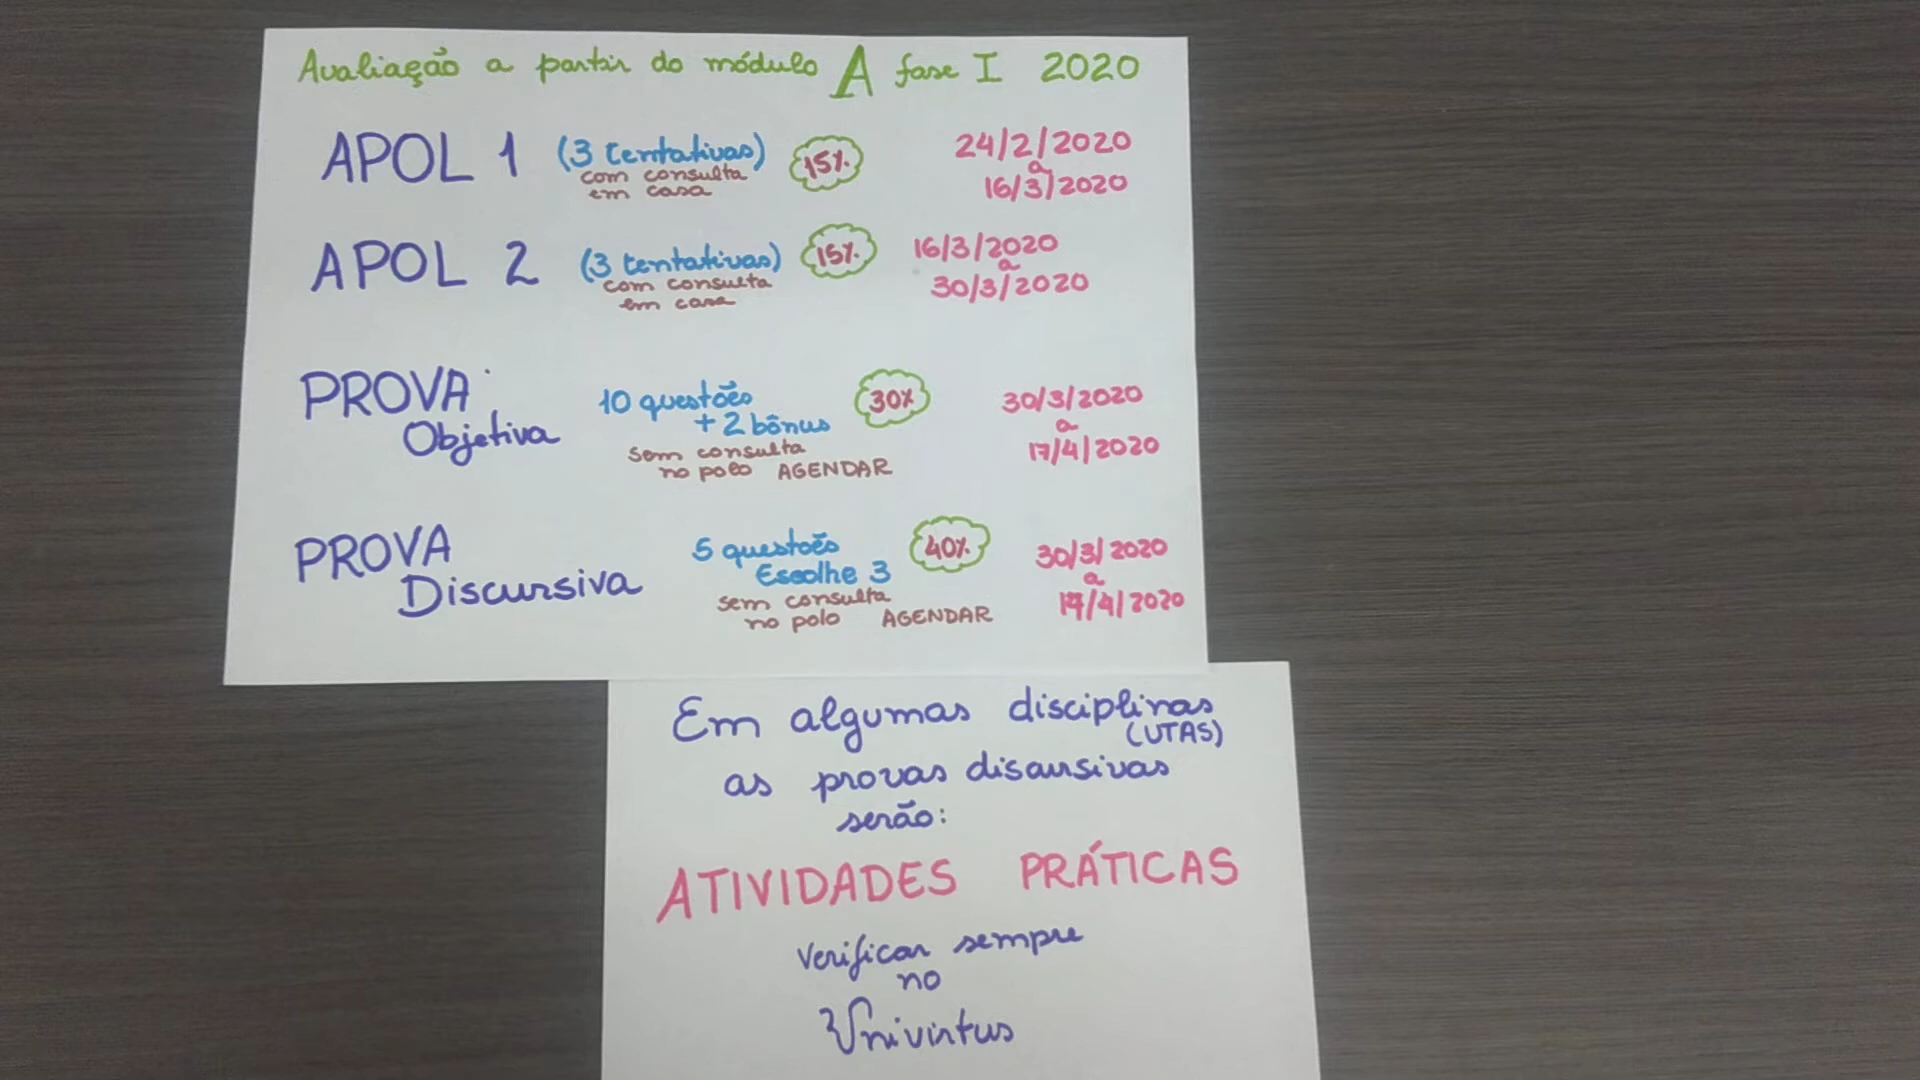 Avaliação a partir do módulo A fase I 2020
APOL 1 (3 tentativas) 15% 24/2/2020
com consulta a
em casa 16/3/2020
APOL 2 (3 tentativas) 15% 16/3/2020
com consulta a
em casa 30/3/2020
PROVA 10 questões 30% 30/3/2020
Objetiva + 2 bônus a
sem consulta 17/4/2020
no polo AGENDAR
PROVA 5 questões 40% 30/3/2020
Discursiva Escolhe 3 a
sem consulta 17/4/2020
no polo AGENDAR
Em algumas disciplinas
(UTAS)
as provas discursivas
serão:
ATIVIDADES PRÁTICAS
Verificar sempre
no
Univirtus